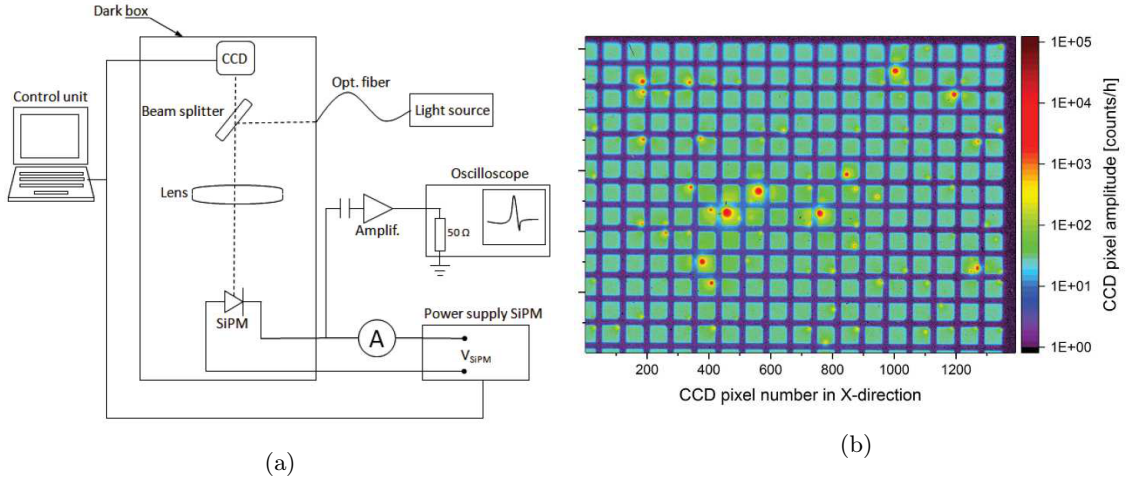 Dark box
CCD
Opt. fiber
Control unit
Beam splitter
Light source
Lens
Oscilloscope
Amplif.
50 Ω
SiPM
Power supply SiPM
A
V SiPM
(a)
1E+05
1E+04
1E+03
1E+02
1E+01
1E+00
CCD pixel amplitude [counts/h]
200 400 600 800 1000 1200
CCD pixel number in X-direction
(b)